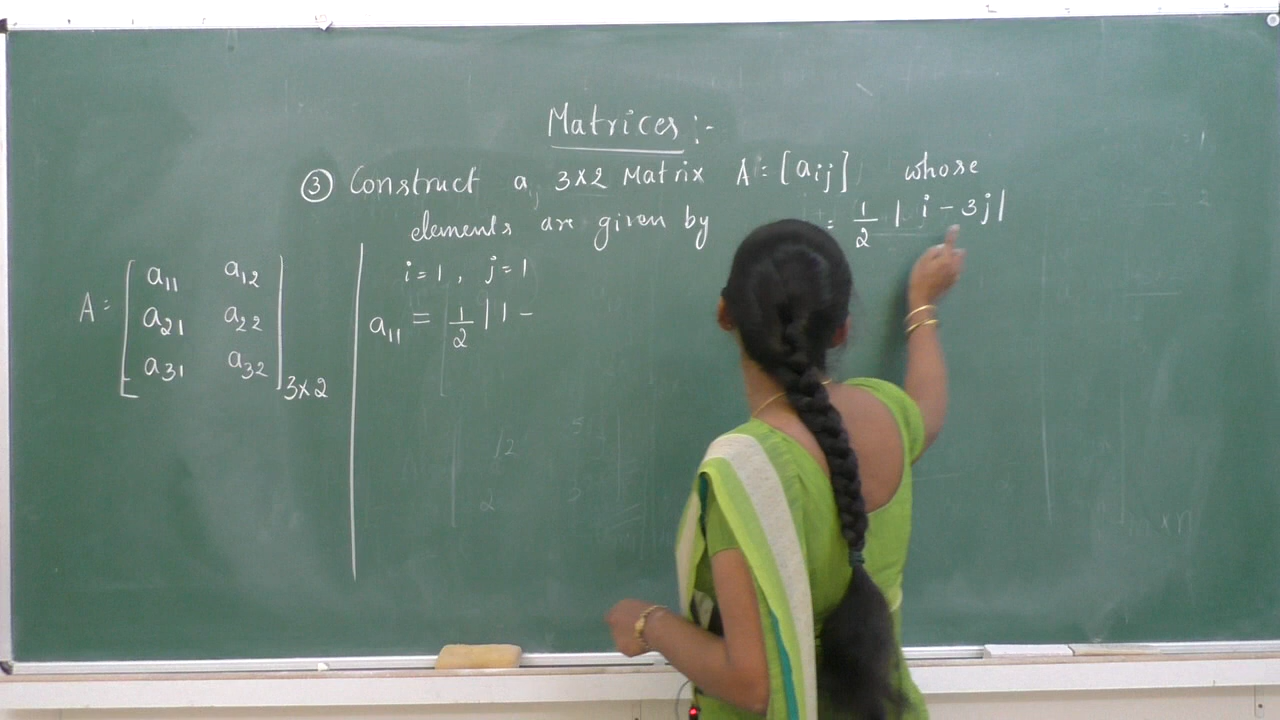 Matrices :-
③ Construct a 3×2 Matrix A = [aij] whose
elements are given by = 1/2 | i - 3j |
A = [ a11 a12
a21 a22
a31 a32 ] 3×2
i = 1 , j = 1
a11 = 1/2 | 1 -